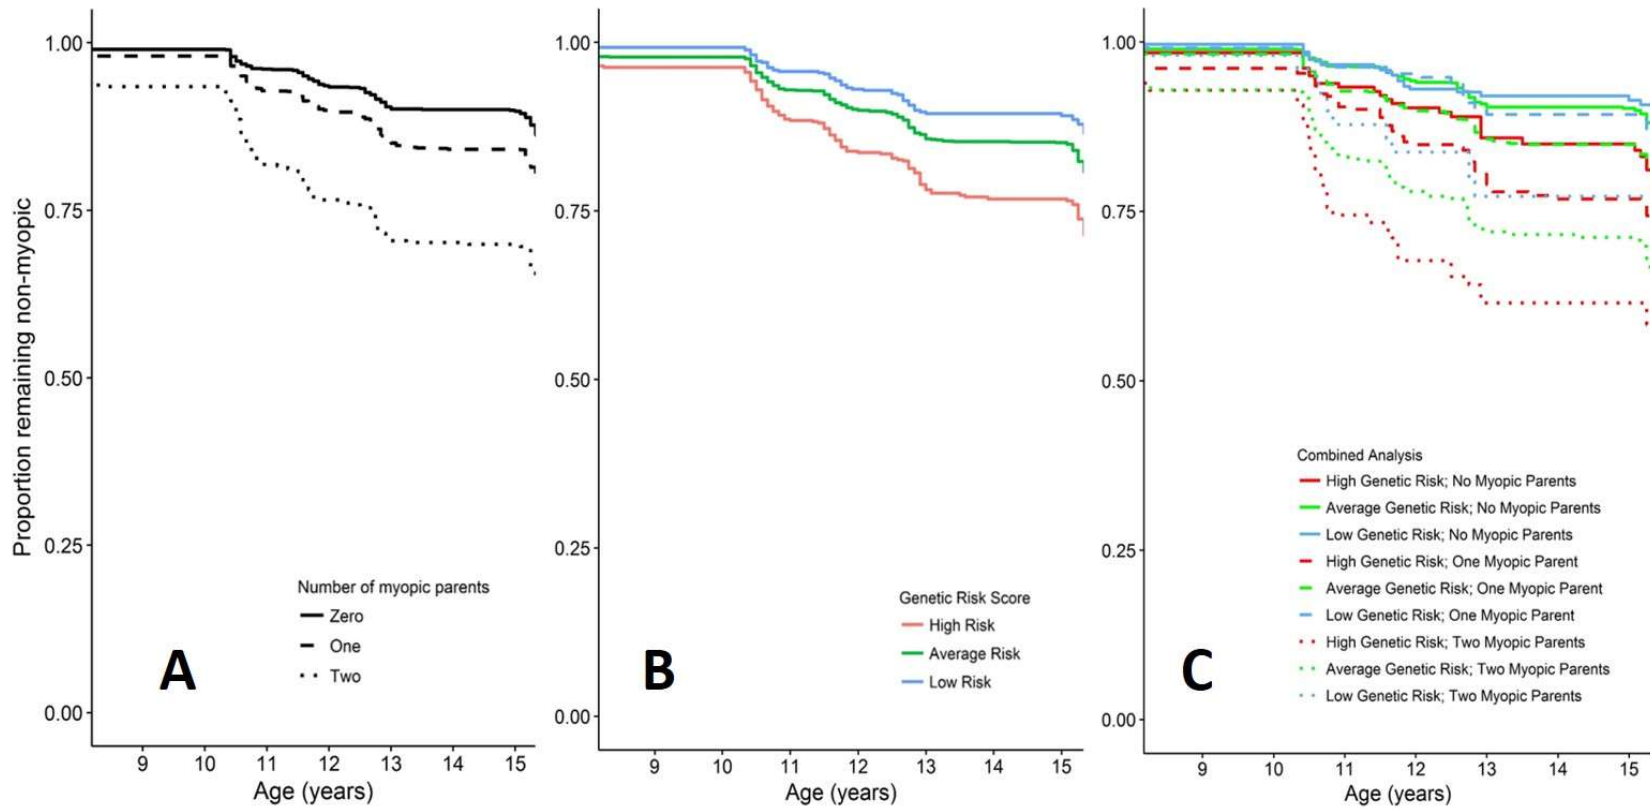 Proportion remaining non-myopic
1.00
0.75
0.50
0.25
0.00
Number of myopic parents
Zero
One
Two
A
9 10 11 12 13 14 15
Age (years)
1.00
0.75
0.50
0.25
0.00
Genetic Risk Score
High Risk
Average Risk
Low Risk
B
9 10 11 12 13 14 15
Age (years)
1.00
0.75
0.50
0.25
0.00
Combined Analysis
High Genetic Risk; No Myopic Parents
Average Genetic Risk; No Myopic Parents
Low Genetic Risk; No Myopic Parents
High Genetic Risk; One Myopic Parent
Average Genetic Risk; One Myopic Parent
Low Genetic Risk; One Myopic Parent
High Genetic Risk; Two Myopic Parents
Average Genetic Risk; Two Myopic Parents
Low Genetic Risk; Two Myopic Parents
C
9 10 11 12 13 14 15
Age (years)